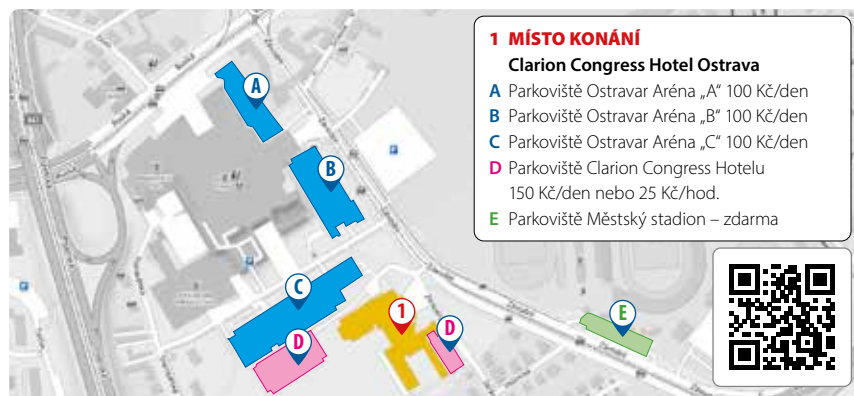 1 MÍSTO KONÁNÍ
Clarion Congress Hotel Ostrava
A Parkoviště Ostravar Aréna „A“ 100 Kč/den
B Parkoviště Ostravar Aréna „B“ 100 Kč/den
C Parkoviště Ostravar Aréna „C“ 100 Kč/den
D Parkoviště Clarion Congress Hotelu
150 Kč/den nebo 25 Kč/hod.
E Parkoviště Městský stadion – zdarma
A
B
C
1
D
D
E